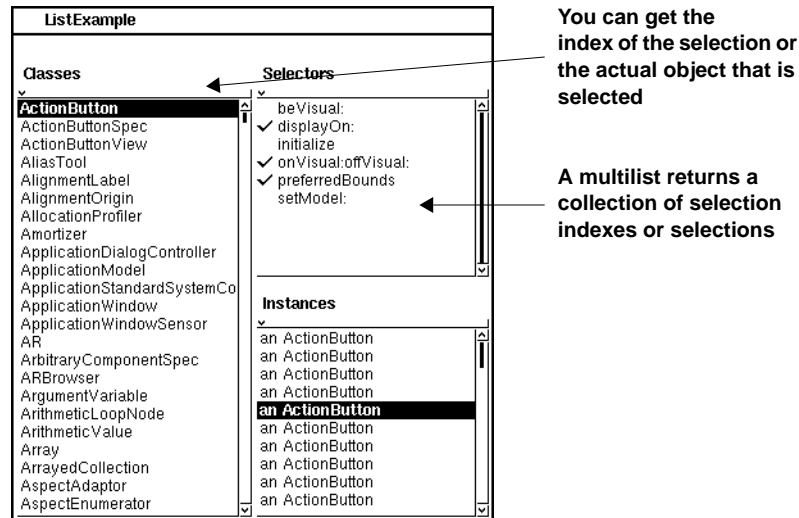 ListExample
Classes
ActionButton
ActionButtonSpec
ActionButtonView
AliasTool
AlignmentLabel
AlignmentOrigin
AllocationProfiler
Amortizer
ApplicationDialogController
ApplicationModel
ApplicationStandardSystemCo
ApplicationWindow
ApplicationWindowSensor
AR
ArbitraryComponentSpec
ARBrowser
ArgumentVariable
ArithmeticLoopNode
ArithmeticValue
Array
ArrayedCollection
AspectAdaptor
AspectEnumerator
Selectors
beVisual:
displayOn:
initialize
onVisual:offVisual:
preferredBounds
setModel:
Instances
an ActionButton
an ActionButton
an ActionButton
an ActionButton
an ActionButton
an ActionButton
an ActionButton
an ActionButton
an ActionButton
an ActionButton
You can get the
index of the selection or
the actual object that is
selected
A multilist returns a
collection of selection
indexes or selections